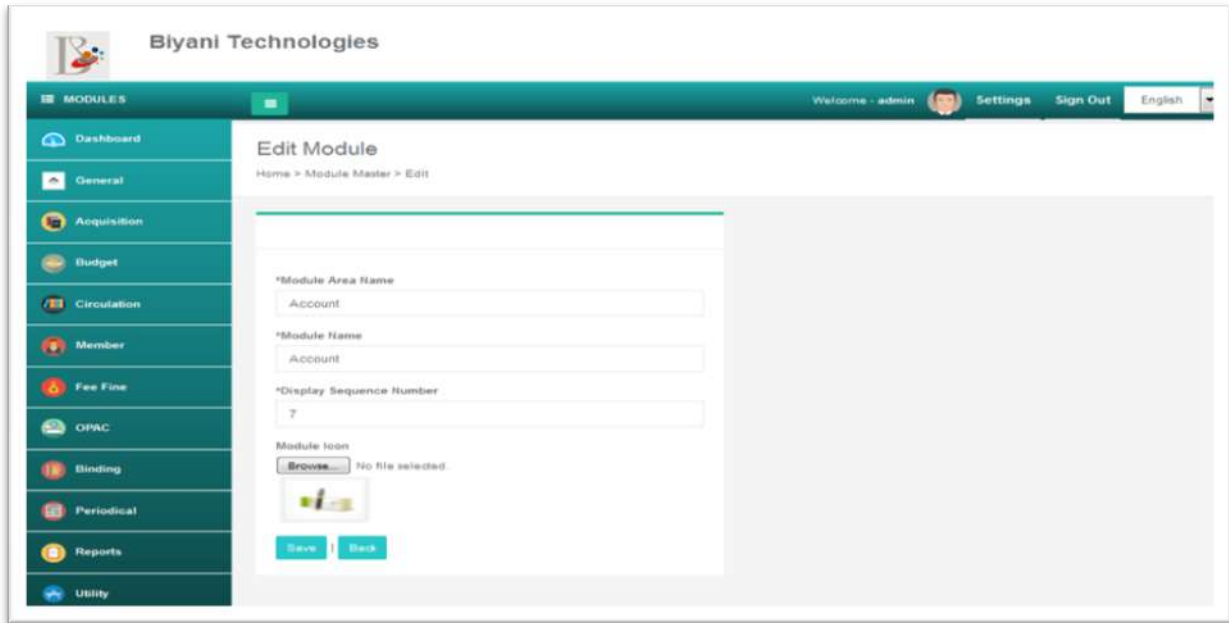 Biyani Technologies
MODULES
Welcome - admin Settings Sign Out English
Dashboard
General
Acquisition
Budget
Circulation
Member
Fee Fine
OPAC
Binding
Periodical
Reports
Utility
Edit Module
Home > Module Master > Edit
*Module Area Name
Account
*Module Name
Account
*Display Sequence Number
7
Module Icon
Browse... No file selected.
Save | Back